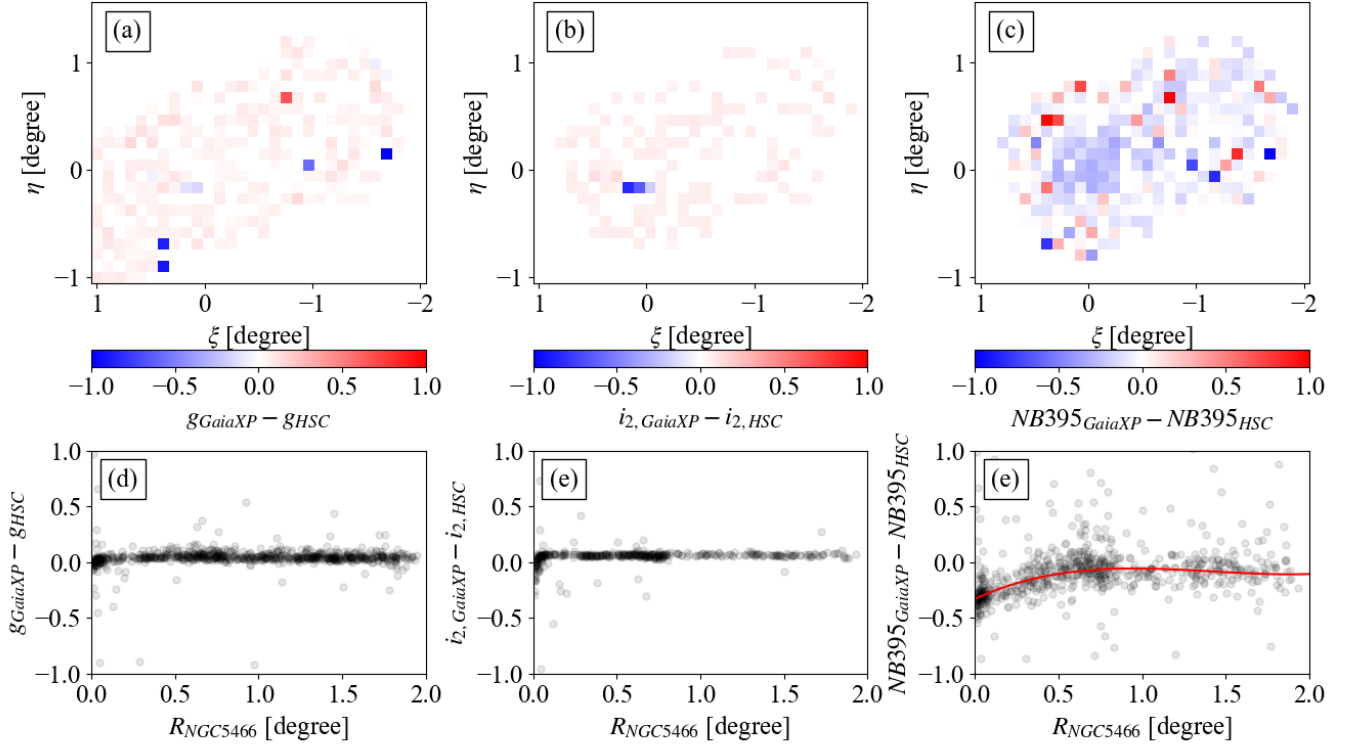 (a)
(b)
(c)
η [degree]
1
0
−1
η [degree]
1
0
−1
η [degree]
1
0
−1
1 0 −1 −2
1 0 −1 −2
1 0 −1 −2
ξ [degree]
ξ [degree]
ξ [degree]
−1.0 −0.5 0.0 0.5 1.0
−1.0 −0.5 0.0 0.5 1.0
−1.0 −0.5 0.0 0.5 1.0
g_GaiaXP − g_HSC
i_2,GaiaXP − i_2,HSC
NB395_GaiaXP − NB395_HSC
(d)
(e)
(e)
g_GaiaXP − g_HSC
1.0
0.5
0.0
−0.5
−1.0
i_2,GaiaXP − i_2,HSC
1.0
0.5
0.0
−0.5
−1.0
NB395_GaiaXP − NB395_HSC
1.0
0.5
0.0
−0.5
−1.0
0.0 0.5 1.0 1.5 2.0
0.0 0.5 1.0 1.5 2.0
0.0 0.5 1.0 1.5 2.0
R_NGC5466 [degree]
R_NGC5466 [degree]
R_NGC5466 [degree]